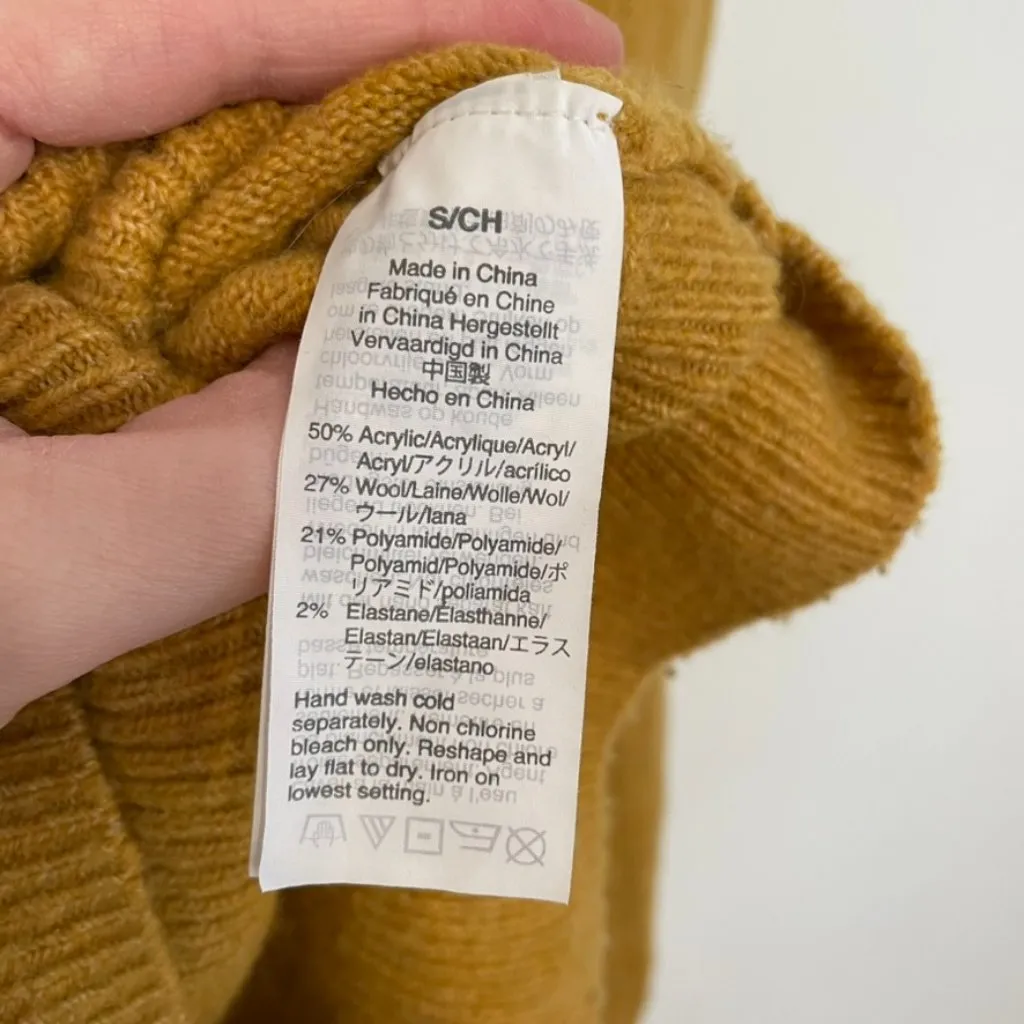 S/CH
Made in China
Fabriqué en Chine
in China Hergestellt
Vervaardigd in China
中国製
Hecho en China
50% Acrylic/Acrylique/Acryl/
Acryl/アクリル/acrílico
27% Wool/Laine/Wolle/Wol/
ウール/lana
21% Polyamide/Polyamide/
Polyamid/Polyamide/ポ
リアミド/poliamida
2% Elastane/Elasthanne/
Elastan/Elastaan/エラス
テーン/elastano
Hand wash cold
separately. Non chlorine
bleach only. Reshape and
lay flat to dry. Iron on
lowest setting.